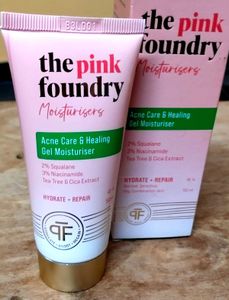 B3L001
the pink
foundry
Moisturisers
Acne Care & Healing
Gel Moisturiser
2% Squalane
3% Niacinamide
Tea Tree & Cica Extract
HYDRATE + REPAIR
the pink
foundry
Moisturisers
Acne Care & Healing
Gel Moisturiser
2% Squalane
3% Niacinamide
Tea Tree & Cica Extract
HYDRATE + REPAIR